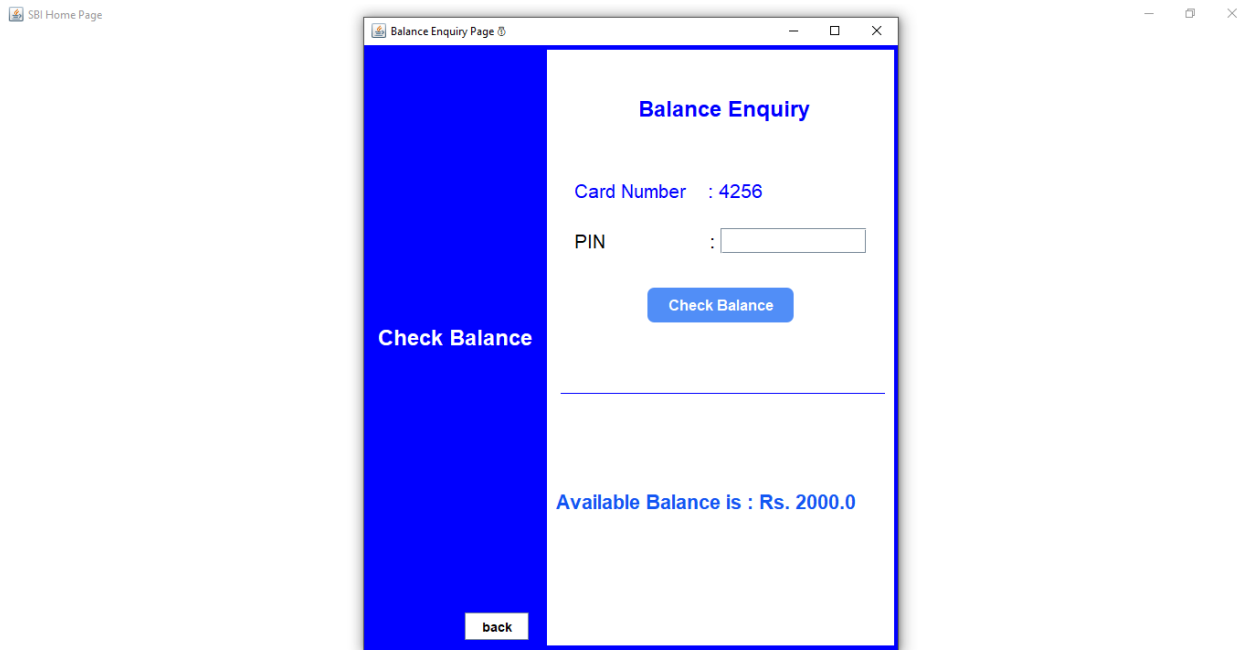 SBI Home Page
Balance Enquiry Page
Balance Enquiry
Card Number : 4256
PIN :
Check Balance
Check Balance
Available Balance is : Rs. 2000.0
back